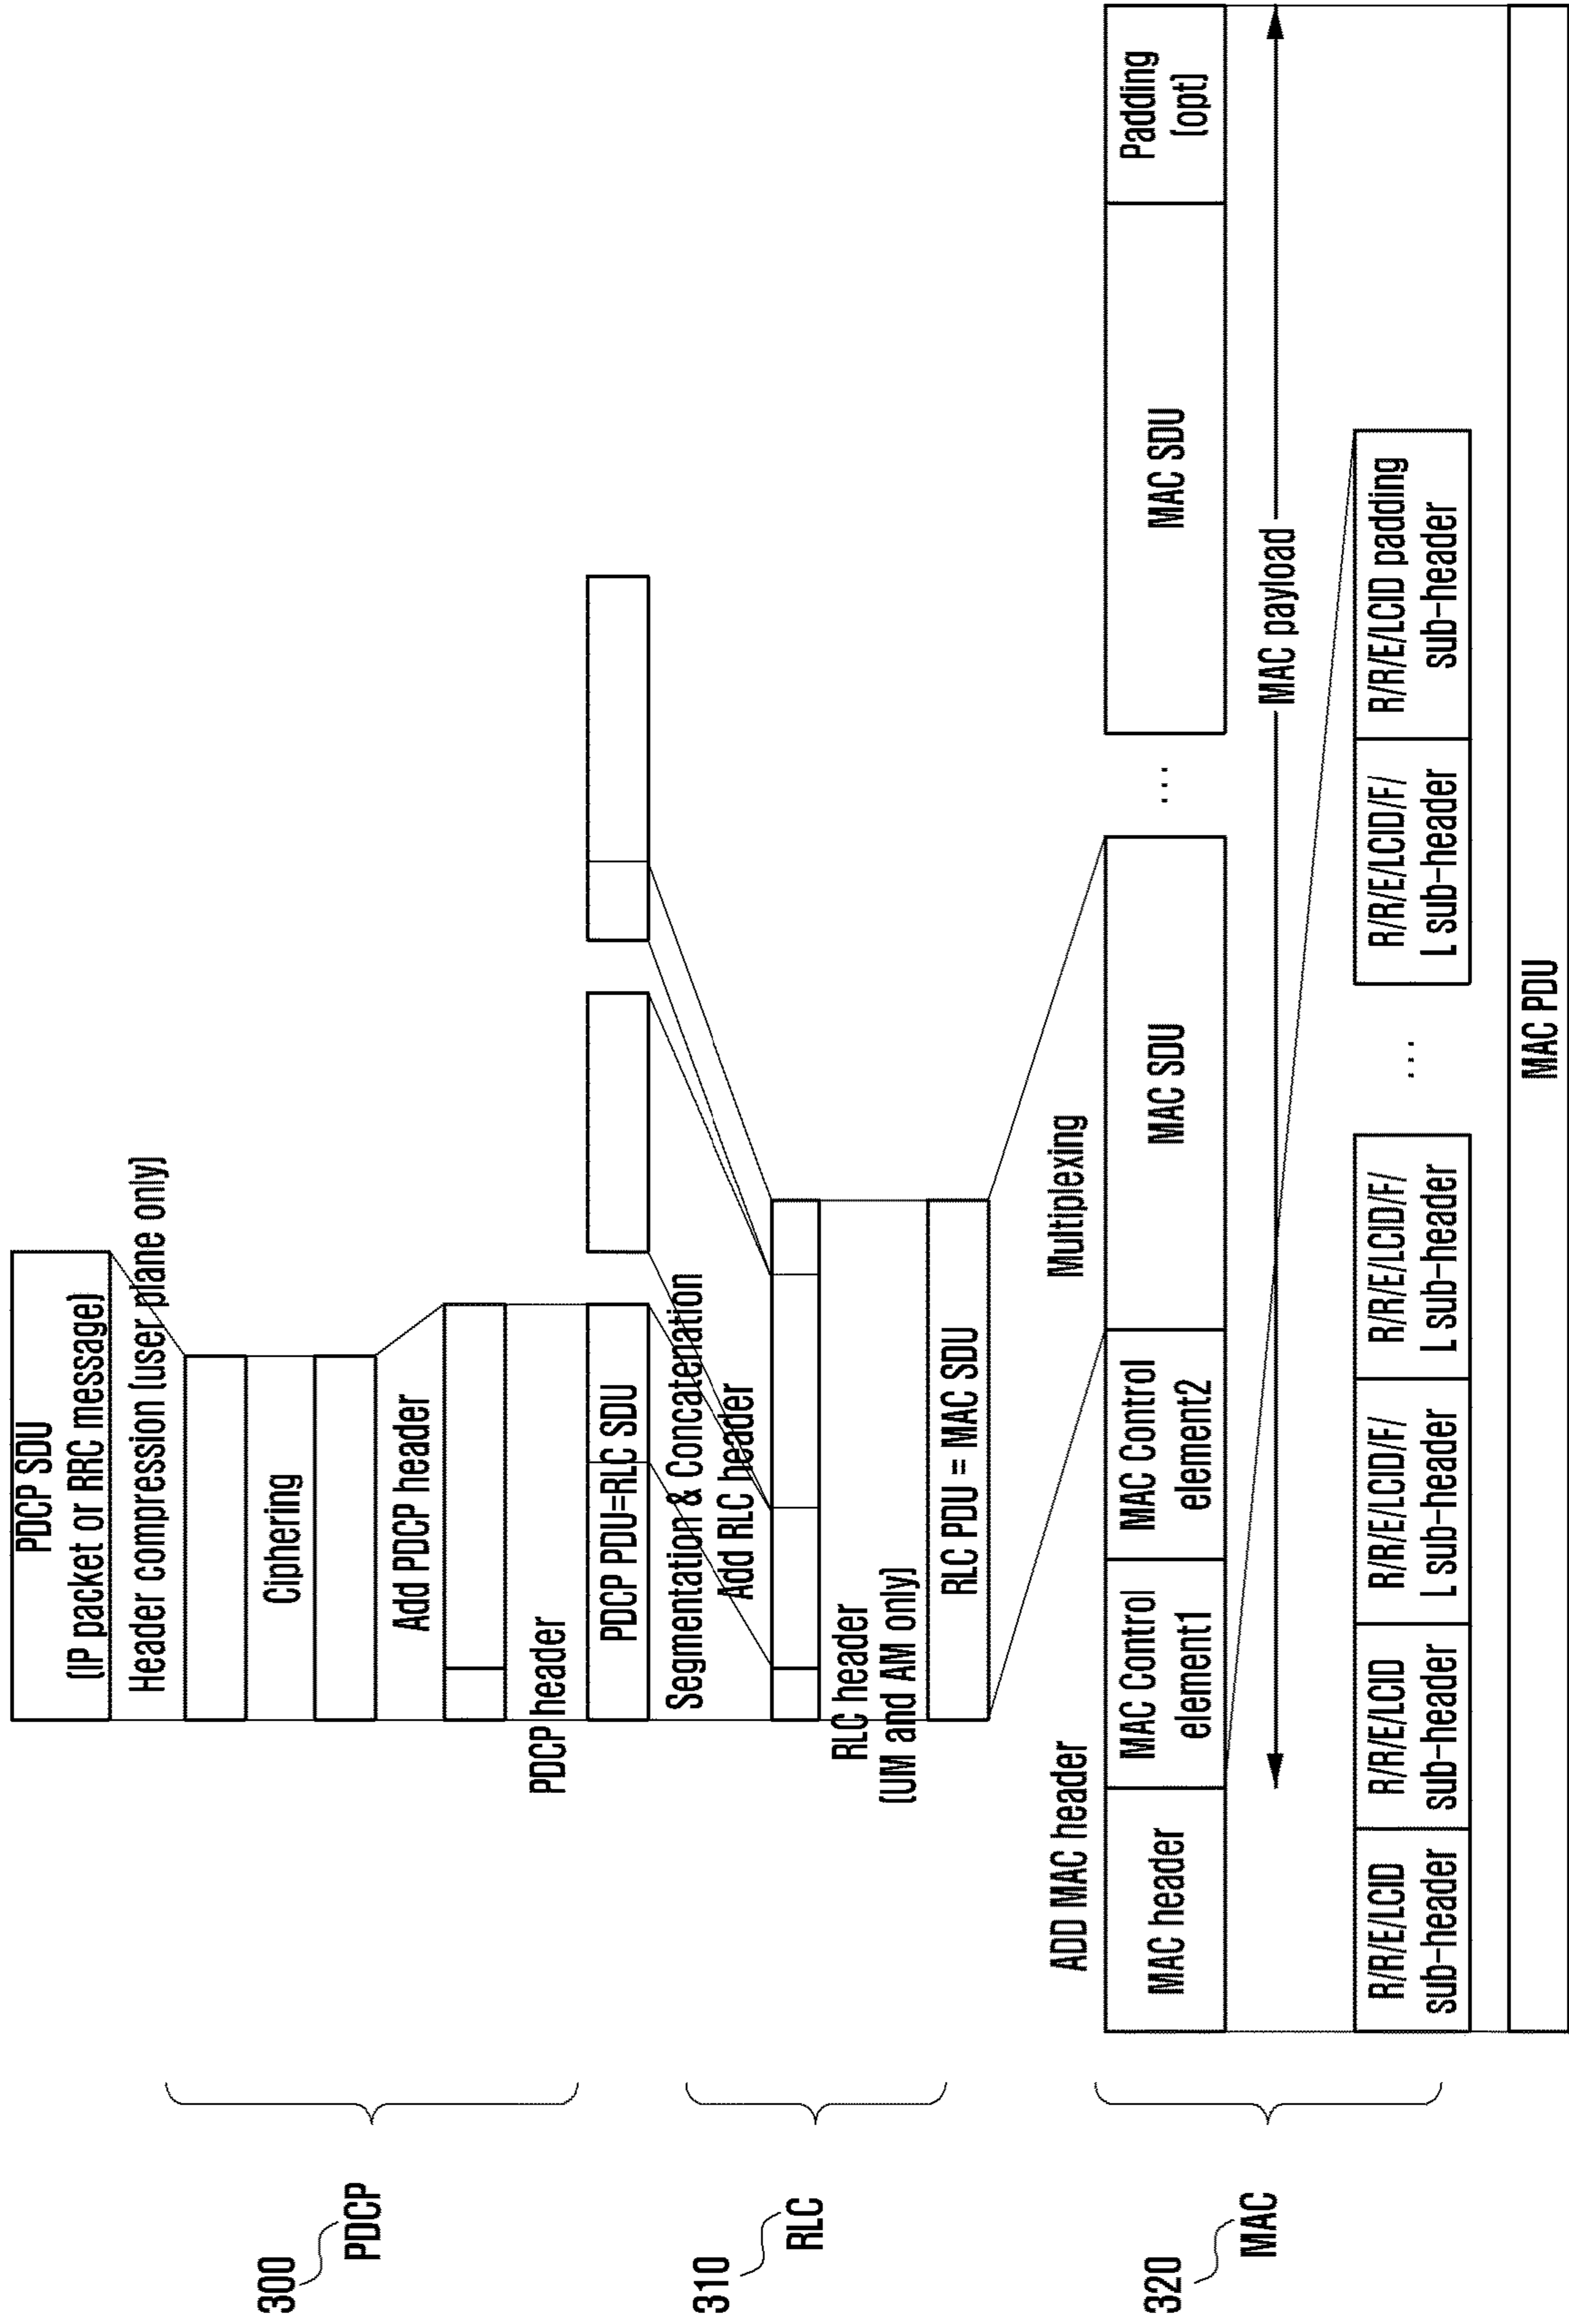 PDCP SDU
(IP packet or RRC message)
Header compression (user plane only)
Ciphering
Add PDCP header
PDCP header
300
PDCP
PDCP PDU=RLC SDU
Segmentation & Concatenation
Add RLC header
RLC header
(UM and AM only)
RLC PDU = MAC SDU
310
RLC
ADD MAC header
Multiplexing
MAC header
MAC Control
element1
MAC Control
element2
MAC SDU
...
MAC SDU
Padding
(opt)
MAC payload
320
MAC
R/R/E/LCID
sub-header
R/R/E/LCID
sub-header
R/R/E/LCID/F/
L sub-header
R/R/E/LCID/F/
L sub-header
...
R/R/E/LCID/F/
L sub-header
R/R/E/LCID padding
sub-header
MAC PDU